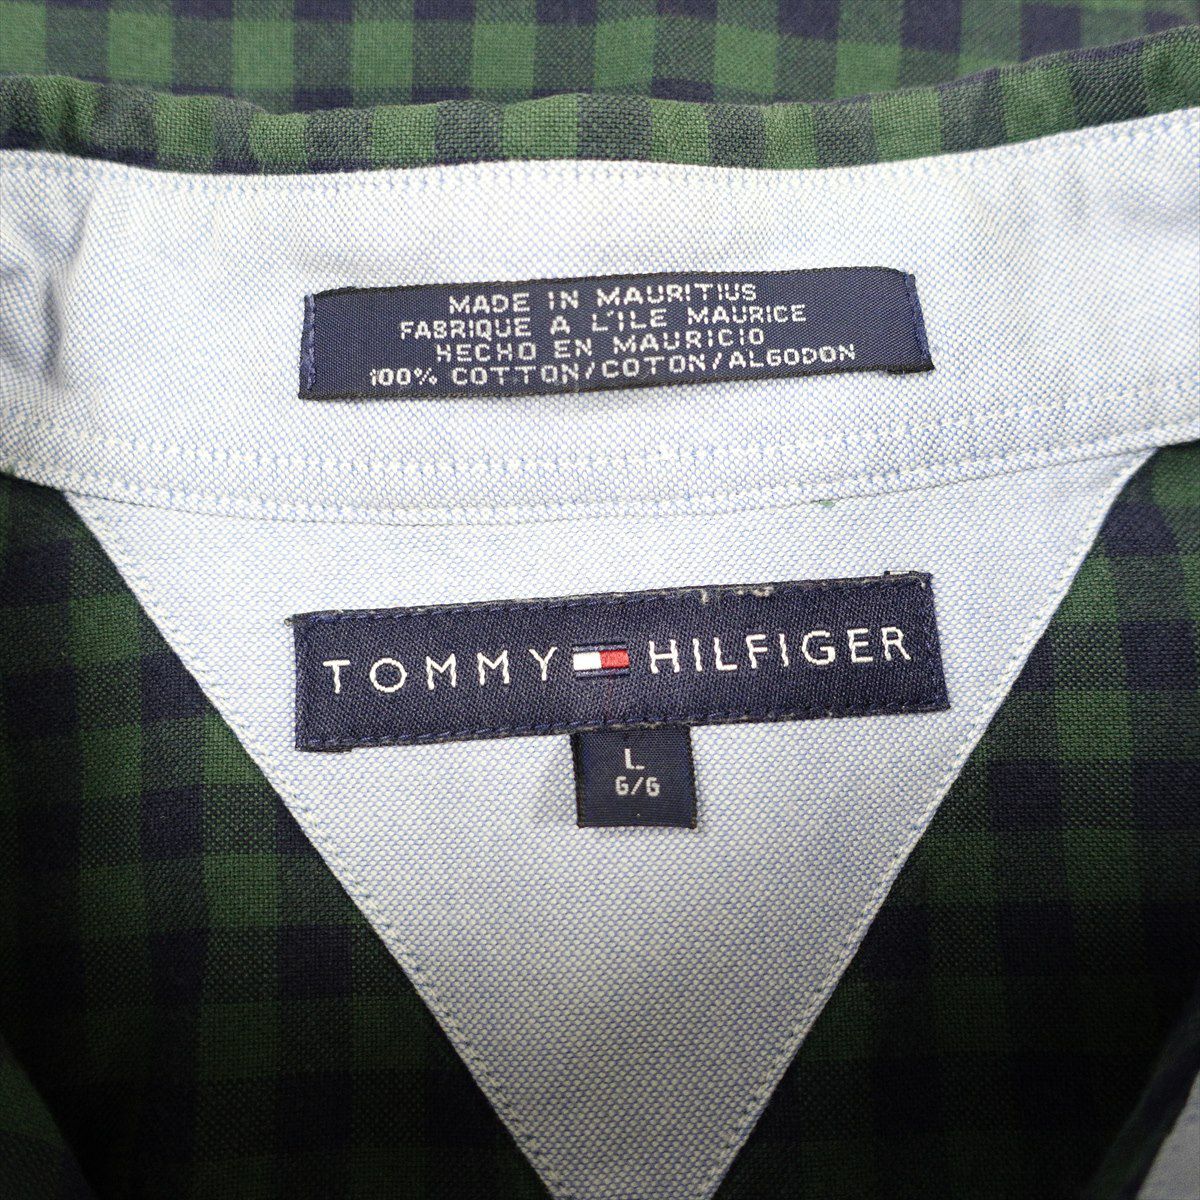 MADE IN MAURITIUS
FABRIQUE A L'ILE MAURICE
HECHO EN MAURICIO
100% COTTON/COTON/ALGODON
TOMMY HILFIGER
L
G/G